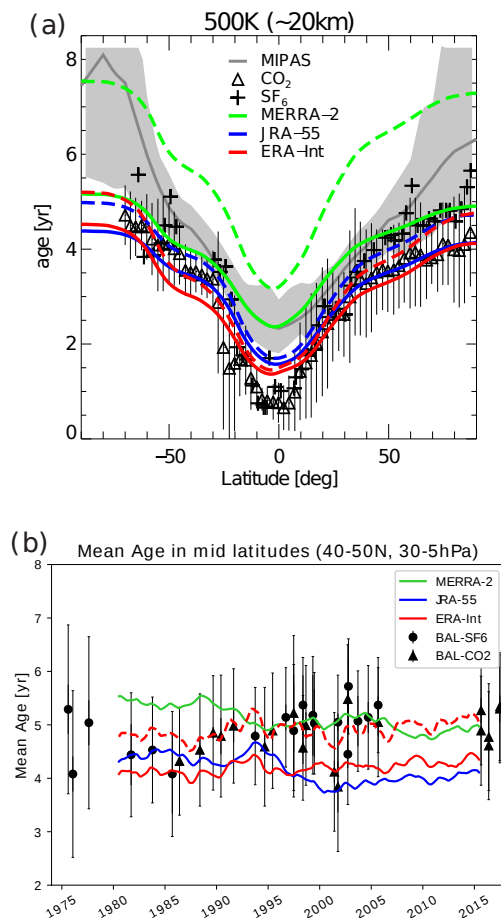 (a)
500K (~20km)
MIPAS
CO₂
SF₆
MERRA-2
JRA-55
ERA-Int
age [yr]
8
6
4
2
0
-50
0
50
Latitude [deg]
(b)
Mean Age in mid latitudes (40-50N, 30-5hPa)
MERRA-2
JRA-55
ERA-Int
BAL-SF6
BAL-CO2
Mean Age [yr]
8
7
6
5
4
3
2
1975
1980
1985
1990
1995
2000
2005
2010
2015